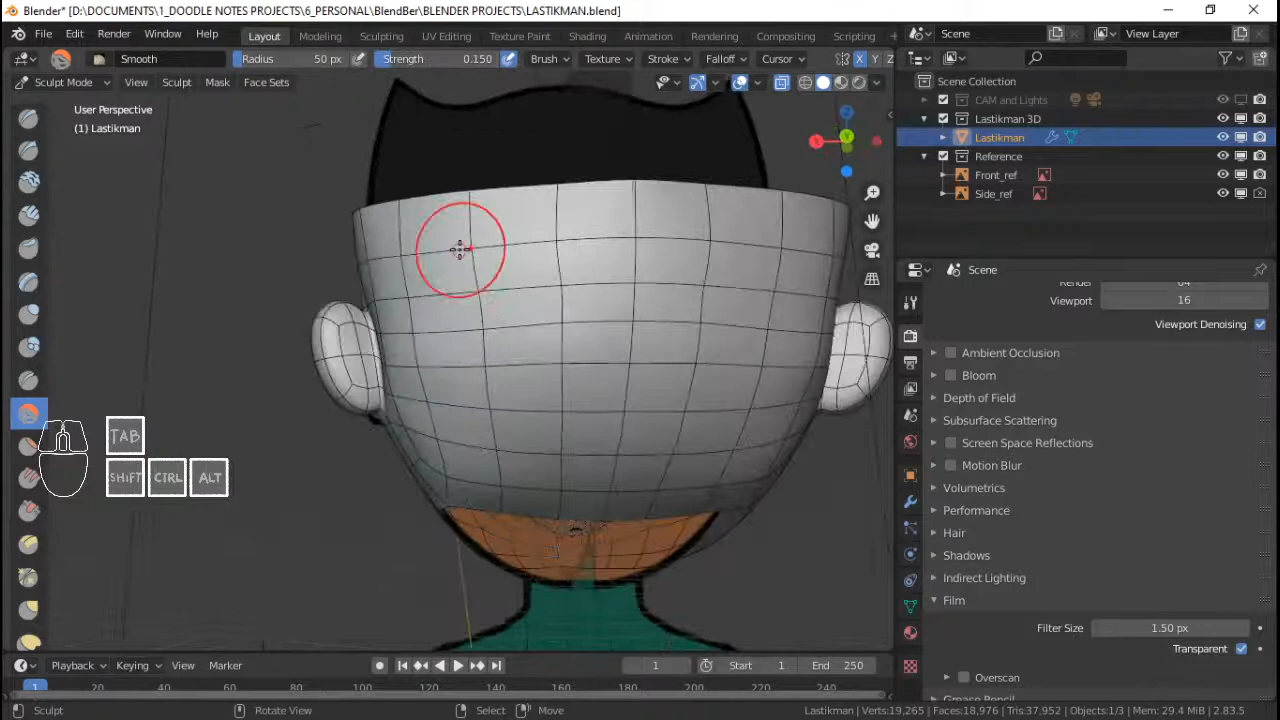 Blender* [D:\DOCUMENTS\1_DOODLE NOTES PROJECTS\6_PERSONAL\BlendBer\BLENDER PROJECTS\LASTIKMAN.blend]
File Edit Render Window Help Layout Modeling Sculpting UV Editing Texture Paint Shading Animation Rendering Compositing Scripting Scene View Layer
Smooth Radius 50 px Strength 0.150 Brush Texture Stroke Falloff Cursor X Y Z
Sculpt Mode View Sculpt Mask Face Sets
Scene Collection
CAM and Lights
Lastikman 3D
Lastikman
Reference
Front_ref
Side_ref
User Perspective
(1) Lastikman
Z
Y
X
Scene
Render 64
Viewport 16
Viewport Denoising
Ambient Occlusion
Bloom
Depth of Field
Subsurface Scattering
Screen Space Reflections
Motion Blur
Volumetrics
Performance
Hair
Shadows
Indirect Lighting
Film
Filter Size 1.50 px
Transparent
Overscan
Grease Pencil
TAB
SHIFT CTRL ALT
Playback Keying View Marker 1 Start 1 End 250
1 20 40 60 80 100 120 140 160 180 200 220 240
Sculpt Rotate View Select Move Lastikman | Verts:19,265 | Faces:18,976 | Tris:37,952 | Objects:1/3 | Mem: 29.4 MiB | 2.83.5